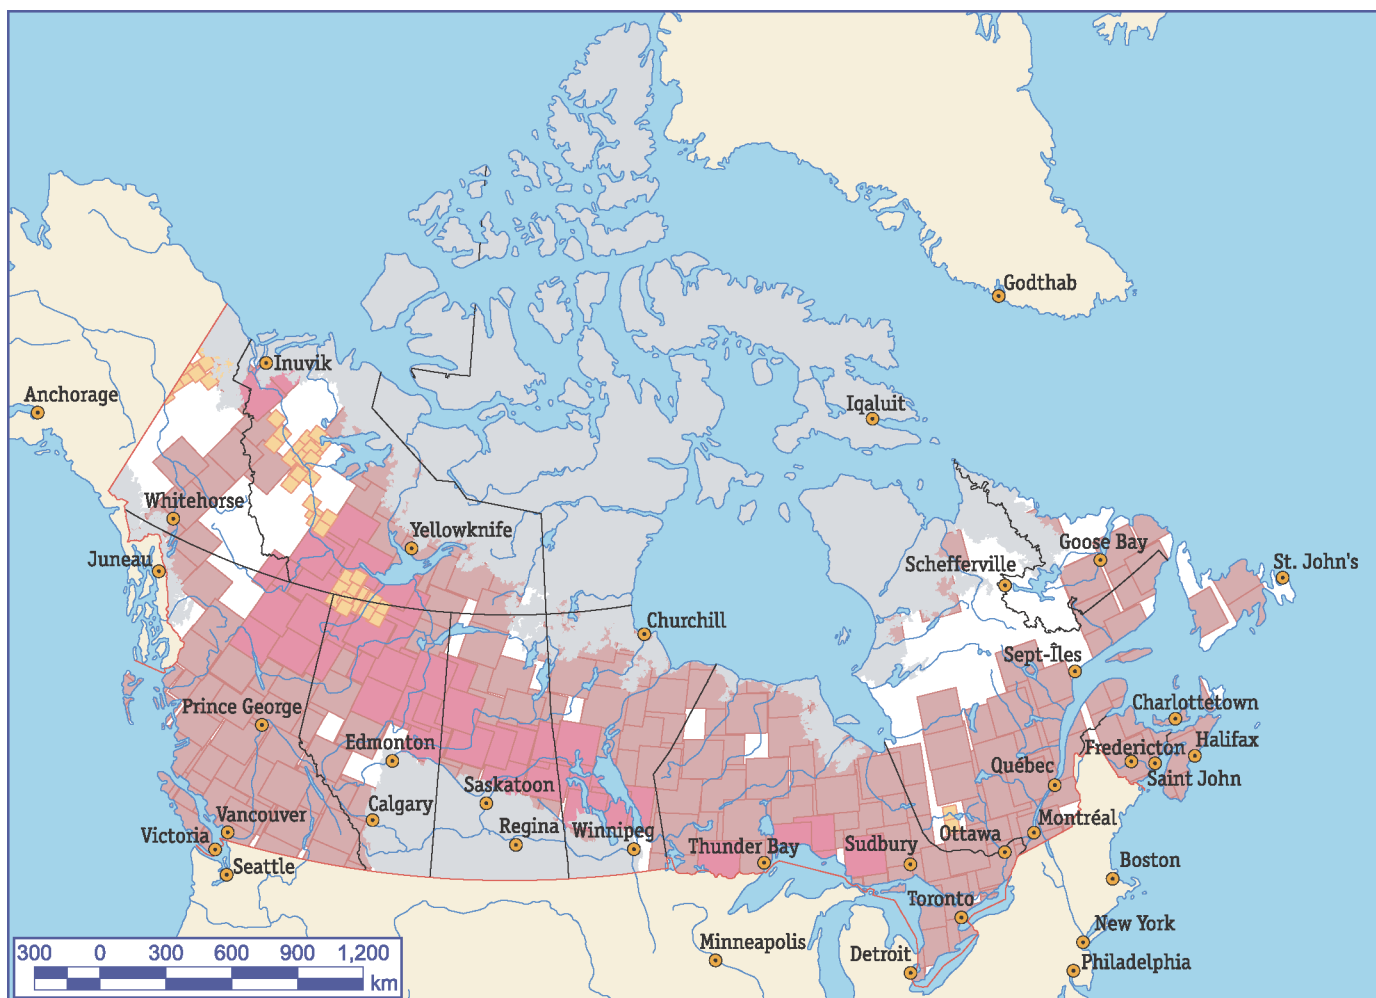 Godthab
Inuvik
Anchorage
Iqaluit
Whitehorse
Yellowknife
Goose Bay
Juneau
Schefferville
St. John's
Churchill
Sept-Îles
Prince George
Charlottetown
Edmonton
Fredericton
Halifax
Québec
Saint John
Saskatoon
Calgary
Vancouver
Regina
Winnipeg
Montréal
Victoria
Ottawa
Thunder Bay
Sudbury
Seattle
Boston
Toronto
New York
Minneapolis
Detroit
Philadelphia
300 0 300 600 900 1,200
km